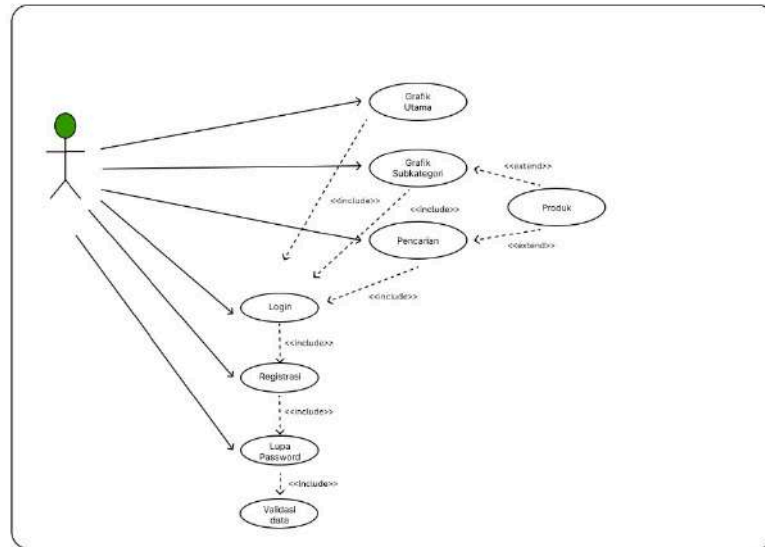 Grafik
Utama
Grafik
Subkategori
<<extend>>
<<include>>
<<include>>
Produk
Pencarian
<<extend>>
<<include>>
Login
<<include>>
Registrasi
<<include>>
Lupa
Password
<<include>>
Validasi
data